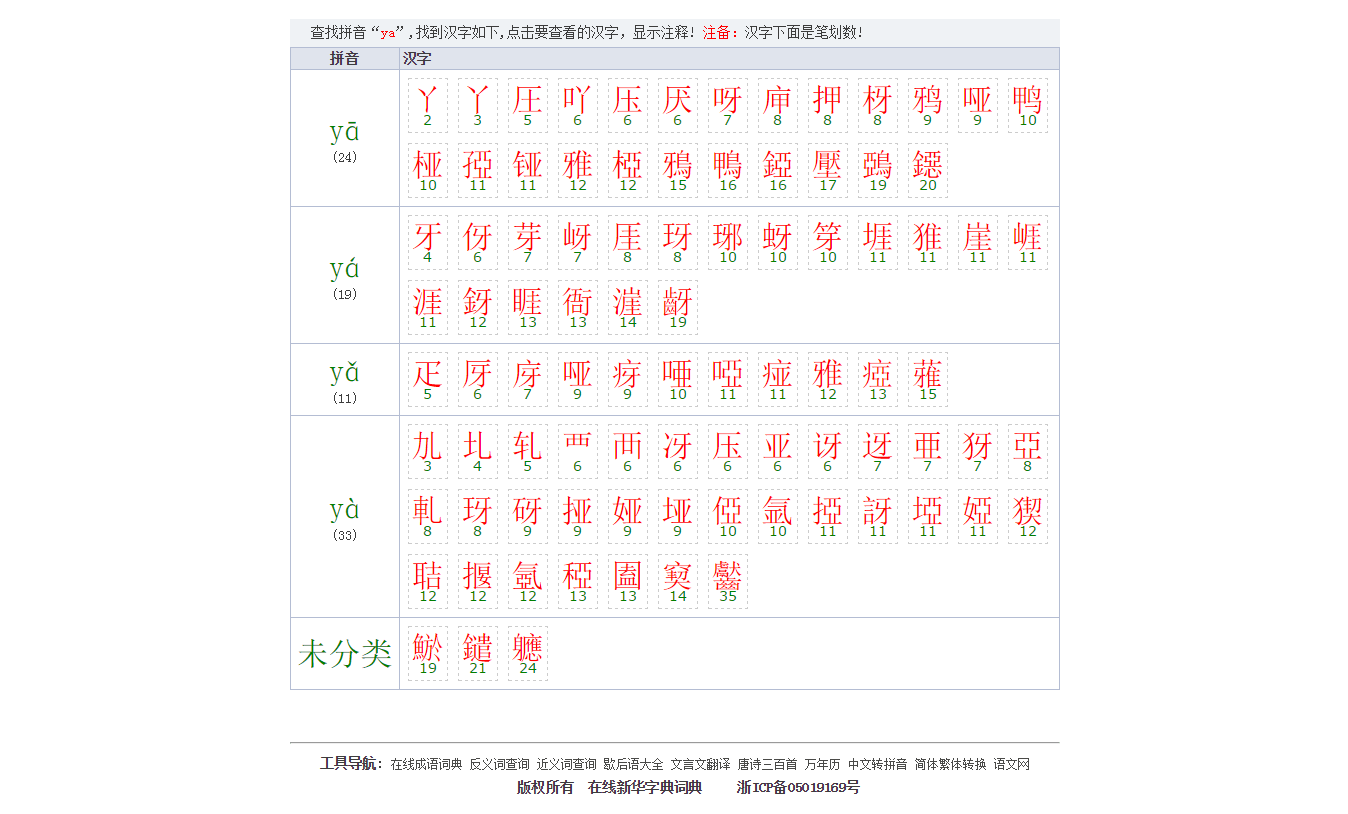 查找拼音“ya”,找到汉字如下,点击要查看的汉字，显示注释！注备：汉字下面是笔划数！
拼音 汉字
yā
(24)
丫 丫 圧 吖 压 厌 呀 庘 押 枒 鸦 哑 鸭
2 3 5 6 6 6 7 8 8 8 9 9 10
桠 孲 铔 雅 椏 鴉 鴨 錏 壓 鵶 鐚
10 11 11 12 12 15 16 16 17 19 20
yá
(19)
牙 伢 芽 岈 厓 玡 琊 蚜 笌 堐 猚 崖 崕
4 6 7 7 8 8 10 10 10 11 11 11 11
涯 釾 睚 衙 漄 齖
11 12 13 13 14 19
yǎ
(11)
疋 厊 庌 哑 疨 唖 啞 痖 雅 瘂 蕥
5 6 7 9 9 10 11 11 12 13 15
yà
(33)
劜 圠 轧 覀 襾 冴 压 亚 讶 迓 亜 犽 亞
3 4 5 6 6 6 6 6 6 7 7 7 8
軋 玡 砑 挜 娅 垭 俹 氩 掗 訝 埡 婭 猰
8 8 9 9 9 9 10 10 11 11 11 11 12
聐 揠 氬 稏 圔 窫 齾
12 12 12 13 13 14 35
未分类
19 21 24
工具导航： 在线成语词典 反义词查询 近义词查询 歇后语大全 文言文翻译 唐诗三百首 万年历 中文转拼音 简体繁体转换 语文网
版权所有 在线新华字典词典 浙ICP备05019169号